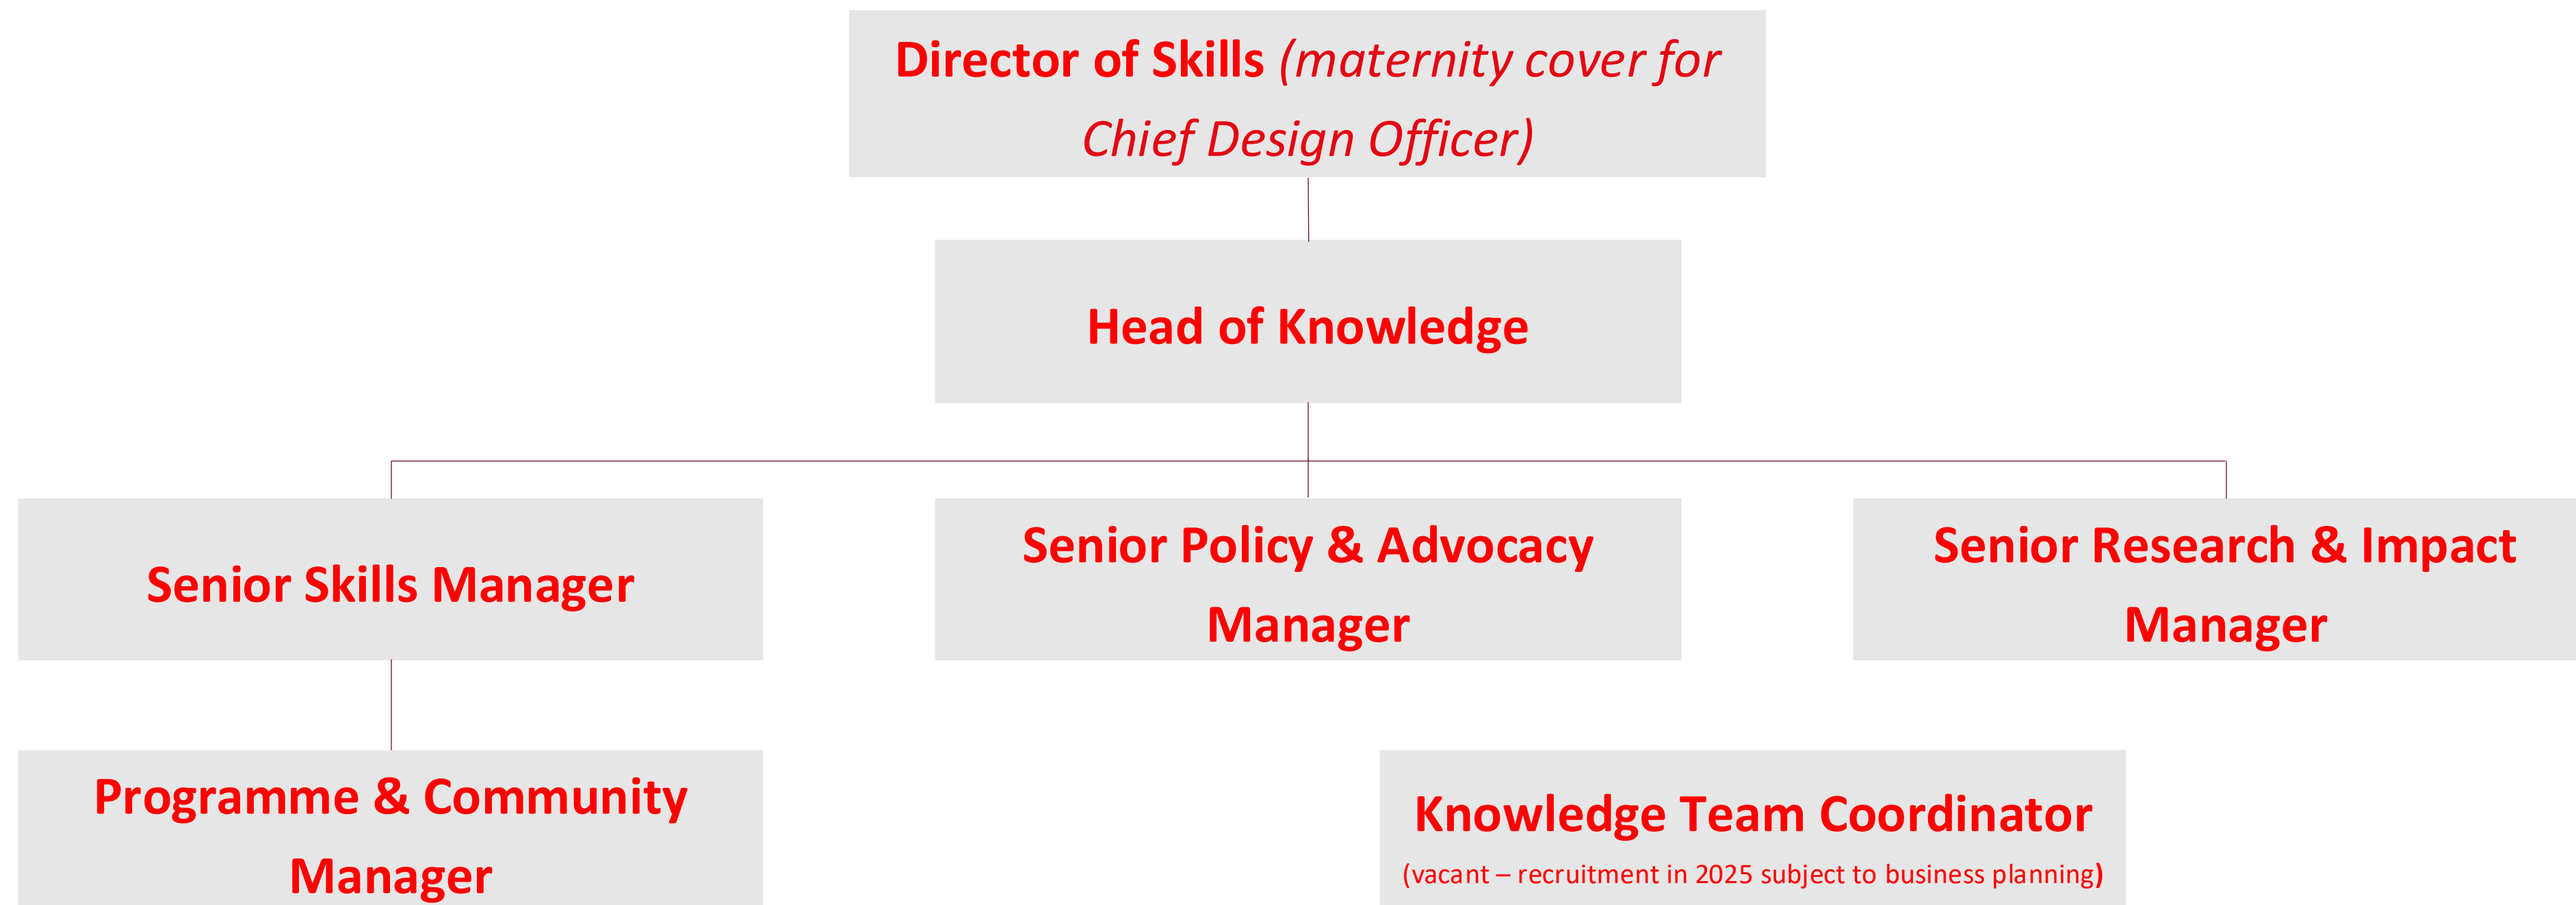 Director of Skills (maternity cover for
Chief Design Officer)
Head of Knowledge
Senior Skills Manager
Senior Policy & Advocacy
Manager
Senior Research & Impact
Manager
Programme & Community
Manager
Knowledge Team Coordinator
(vacant – recruitment in 2025 subject to business planning)